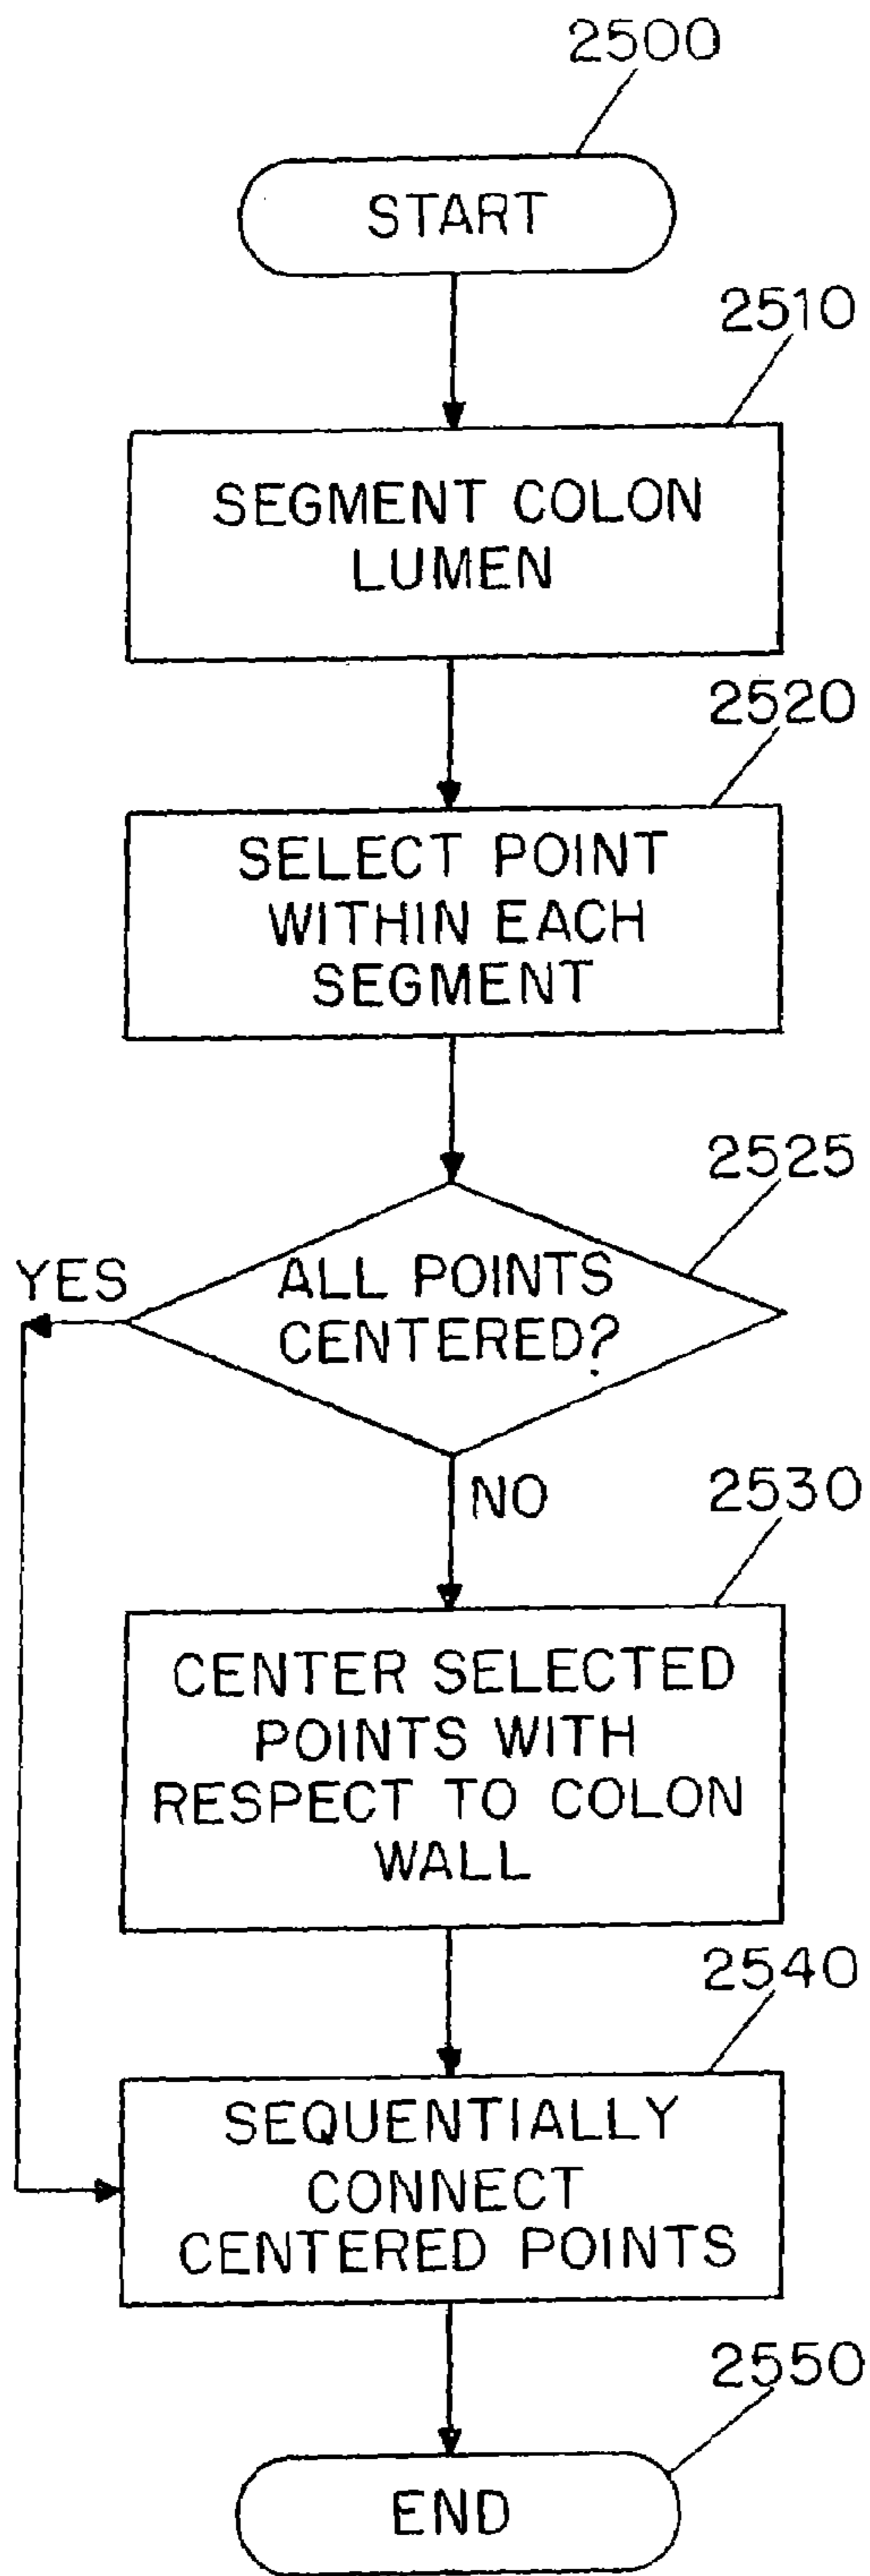 2500
START
2510
SEGMENT COLON
LUMEN
2520
SELECT POINT
WITHIN EACH
SEGMENT
2525
YES
ALL POINTS
CENTERED?
NO
2530
CENTER SELECTED
POINTS WITH
RESPECT TO COLON
WALL
2540
SEQUENTIALLY
CONNECT
CENTERED POINTS
2550
END